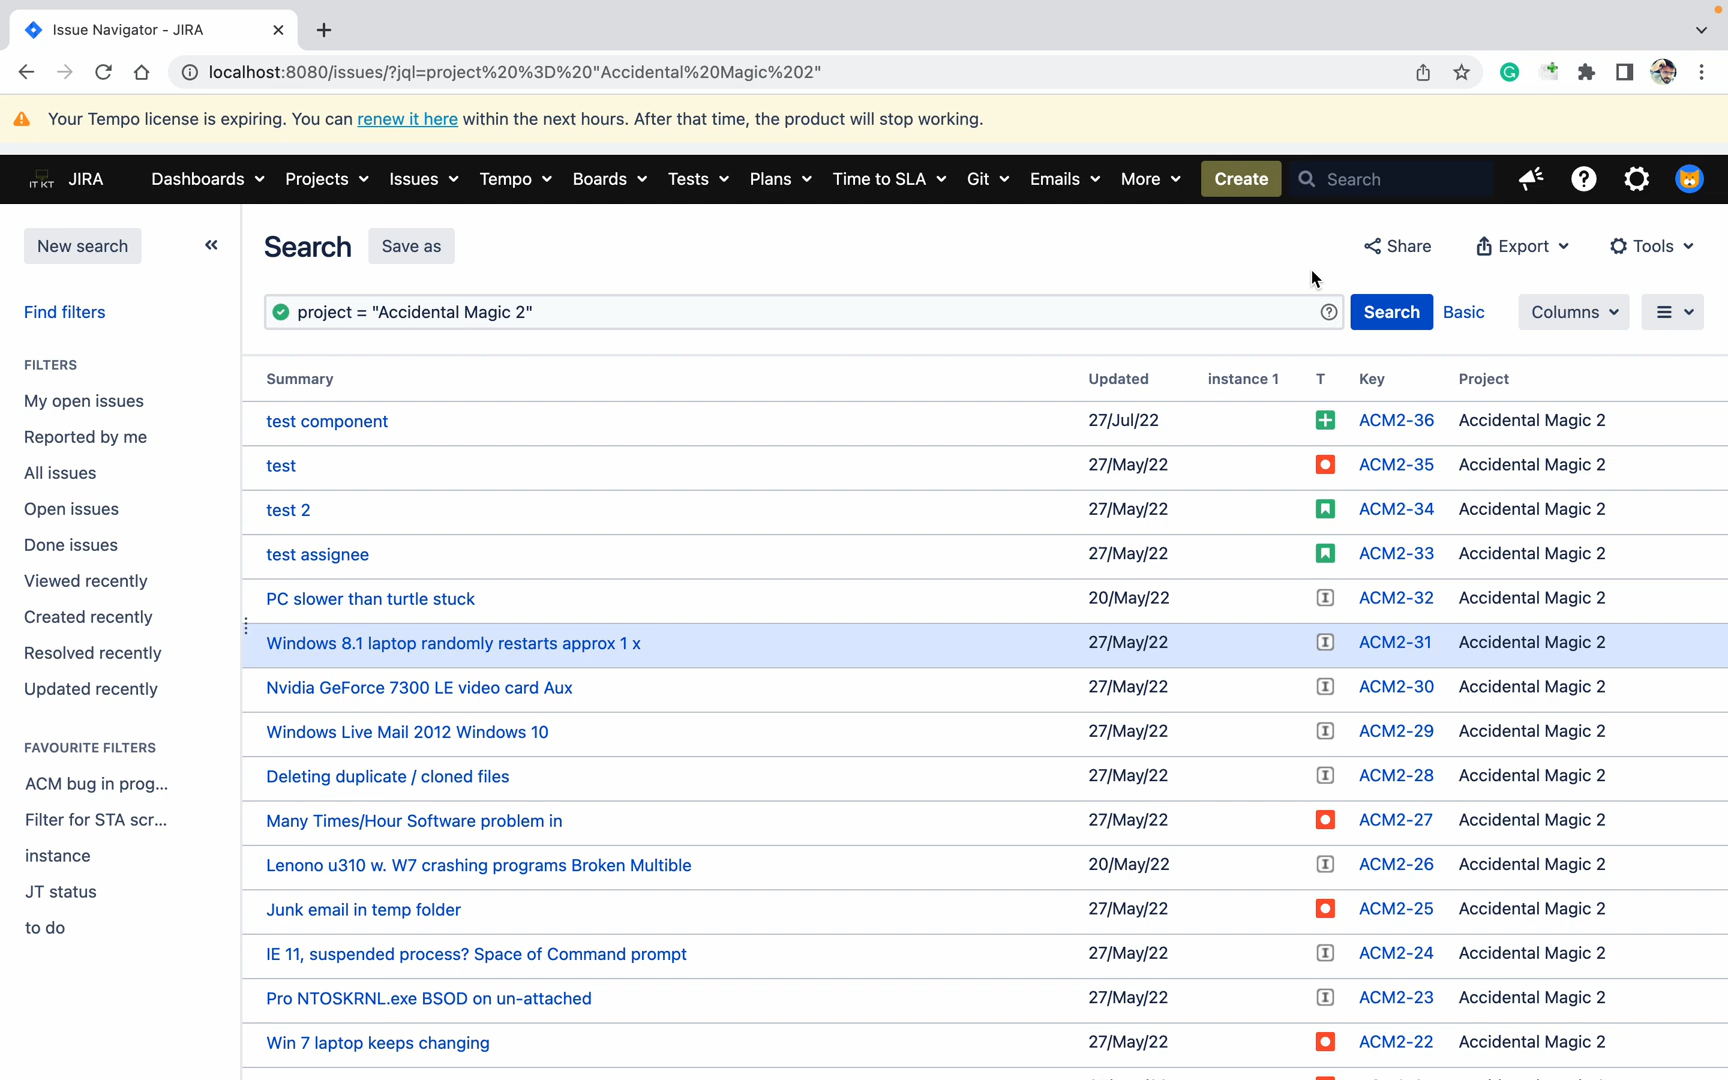 Issue Navigator - JIRA
localhost:8080/issues/?jql=project%20%3D%20"Accidental%20Magic%202"
Your Tempo license is expiring. You can renew it here within the next hours. After that time, the product will stop working.
IT KT JIRA Dashboards Projects Issues Tempo Boards Tests Plans Time to SLA Git Emails More Create Search
New search Search Save as Share Export Tools
Find filters project = "Accidental Magic 2" Search Basic Columns
FILTERS
Summary Updated instance 1 T Key Project
My open issues
test component 27/Jul/22 ACM2-36 Accidental Magic 2
Reported by me
test 27/May/22 ACM2-35 Accidental Magic 2
All issues
test 2 27/May/22 ACM2-34 Accidental Magic 2
Open issues
Done issues
test assignee 27/May/22 ACM2-33 Accidental Magic 2
Viewed recently
PC slower than turtle stuck 20/May/22 ACM2-32 Accidental Magic 2
Created recently
Windows 8.1 laptop randomly restarts approx 1 x 27/May/22 ACM2-31 Accidental Magic 2
Resolved recently
Updated recently
Nvidia GeForce 7300 LE video card Aux 27/May/22 ACM2-30 Accidental Magic 2
Windows Live Mail 2012 Windows 10 27/May/22 ACM2-29 Accidental Magic 2
FAVOURITE FILTERS
Deleting duplicate / cloned files 27/May/22 ACM2-28 Accidental Magic 2
ACM bug in prog...
Many Times/Hour Software problem in 27/May/22 ACM2-27 Accidental Magic 2
Filter for STA scr...
instance
Lenono u310 w. W7 crashing programs Broken Multible 20/May/22 ACM2-26 Accidental Magic 2
JT status
Junk email in temp folder 27/May/22 ACM2-25 Accidental Magic 2
to do
IE 11, suspended process? Space of Command prompt 27/May/22 ACM2-24 Accidental Magic 2
Pro NTOSKRNL.exe BSOD on un-attached 27/May/22 ACM2-23 Accidental Magic 2
Win 7 laptop keeps changing 27/May/22 ACM2-22 Accidental Magic 2